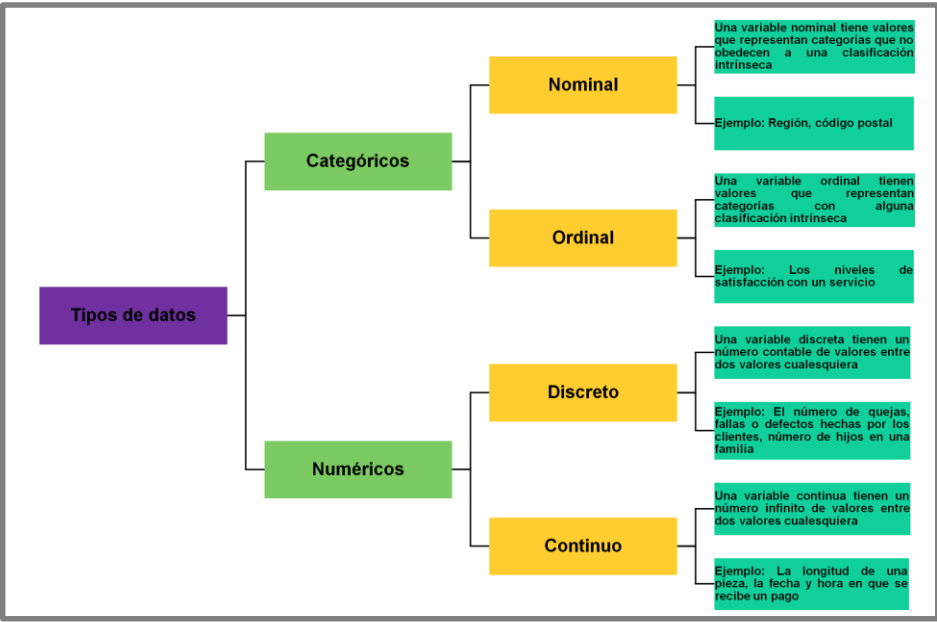 Tipos de datos
Categóricos
Nominal
Una variable nominal tiene valores
que representan categorías que no
obedecen a una clasificación
intrínseca
Ejemplo: Región, código postal
Ordinal
Una variable ordinal tienen
valores que representan
categorías con alguna
clasificación intrínseca
Ejemplo: Los niveles de
satisfacción con un servicio
Numéricos
Discreto
Una variable discreta tienen un
número contable de valores entre
dos valores cualesquiera
Ejemplo: El número de quejas,
fallas o defectos hechas por los
clientes, número de hijos en una
familia
Continuo
Una variable continua tienen un
número infinito de valores entre
dos valores cualesquiera
Ejemplo: La longitud de una
pieza, la fecha y hora en que se
recibe un pago